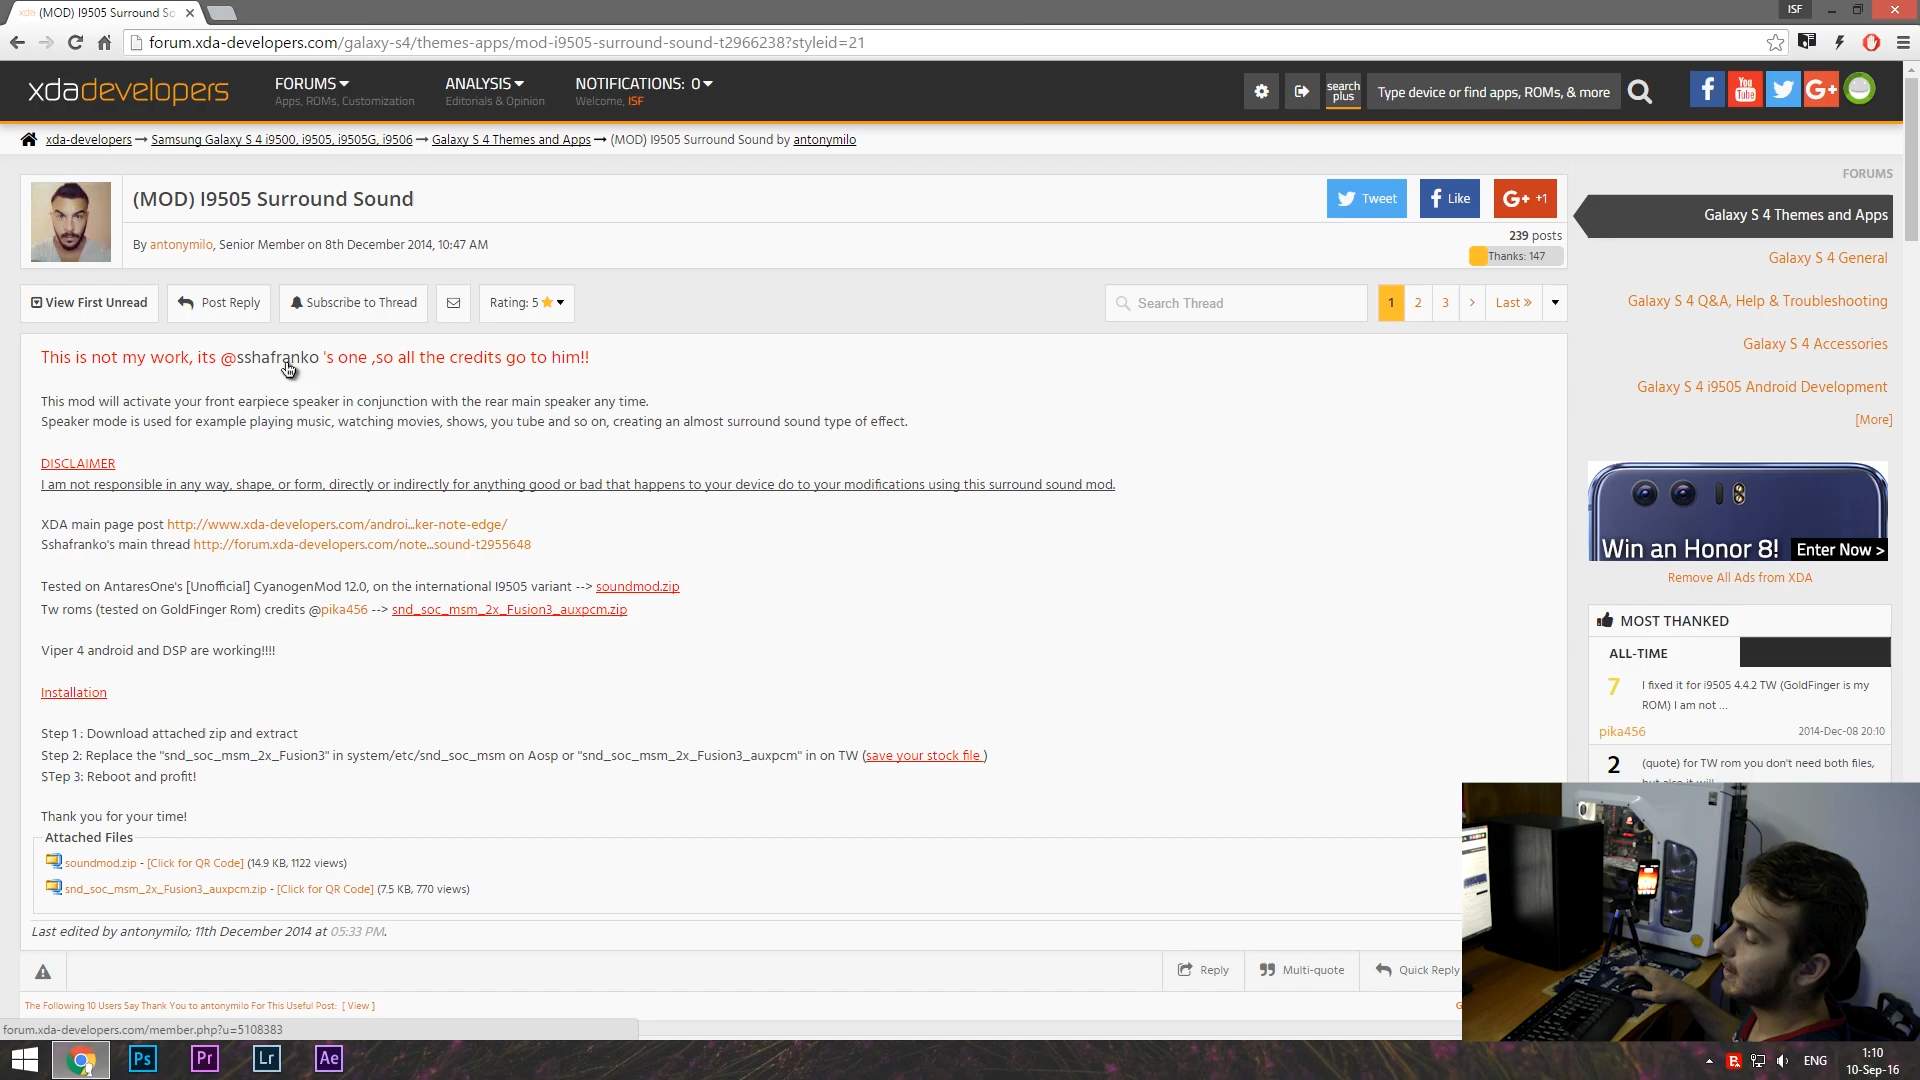 xda (MOD) I9505 Surround So
ISF
forum.xda-developers.com/galaxy-s4/themes-apps/mod-i9505-surround-sound-t2966238?styleid=21
xdadevelopers
FORUMS
Apps, ROMs, Customization
ANALYSIS
Editorials & Opinion
NOTIFICATIONS: 0
Welcome, ISF
search
plus
Type device or find apps, ROMs, & more
You
Tube
G+
xda-developers → Samsung Galaxy S 4 i9500, i9505, i9505G, i9506 → Galaxy S 4 Themes and Apps → (MOD) I9505 Surround Sound by antonymilo
(MOD) I9505 Surround Sound
By antonymilo, Senior Member on 8th December 2014, 10:47 AM
Tweet
Like
G+ +1
239 posts
Thanks: 147
View First Unread
Post Reply
Subscribe to Thread
Rating: 5
Search Thread
1 2 3 > Last »
This is not my work, its @sshafranko 's one ,so all the credits go to him!!
This mod will activate your front earpiece speaker in conjunction with the rear main speaker any time.
Speaker mode is used for example playing music, watching movies, shows, you tube and so on, creating an almost surround sound type of effect.
DISCLAIMER
I am not responsible in any way, shape, or form, directly or indirectly for anything good or bad that happens to your device do to your modifications using this surround sound mod.
XDA main page post http://www.xda-developers.com/androi...ker-note-edge/
Sshafranko's main thread http://forum.xda-developers.com/note...sound-t2955648
Tested on AntaresOne's [Unofficial] CyanogenMod 12.0, on the international I9505 variant --> soundmod.zip
Tw roms (tested on GoldFinger Rom) credits @pika456 --> snd_soc_msm_2x_Fusion3_auxpcm.zip
Viper 4 android and DSP are working!!!!
Installation
Step 1 : Download attached zip and extract
Step 2: Replace the "snd_soc_msm_2x_Fusion3" in system/etc/snd_soc_msm on Aosp or "snd_soc_msm_2x_Fusion3_auxpcm" in on TW (save your stock file )
STep 3: Reboot and profit!
Thank you for your time!
Attached Files
soundmod.zip - [Click for QR Code] (14.9 KB, 1122 views)
snd_soc_msm_2x_Fusion3_auxpcm.zip - [Click for QR Code] (7.5 KB, 770 views)
Last edited by antonymilo; 11th December 2014 at 05:33 PM.
Reply
Multi-quote
Quick Reply
The Following 10 Users Say Thank You to antonymilo For This Useful Post: [ View ]
G
forum.xda-developers.com/member.php?u=5108383
FORUMS
Galaxy S 4 Themes and Apps
Galaxy S 4 General
Galaxy S 4 Q&A, Help & Troubleshooting
Galaxy S 4 Accessories
Galaxy S 4 i9505 Android Development
[More]
Win an Honor 8! Enter Now >
Remove All Ads from XDA
MOST THANKED
ALL-TIME
7
I fixed it for i9505 4.4.2 TW (GoldFinger is my
ROM) I am not ...
pika456
2014-Dec-08 20:10
2
(quote) for TW rom you don't need both files,
but also it will
Ps
Pr
Lr
Ae
ENG
1:10
10-Sep-16